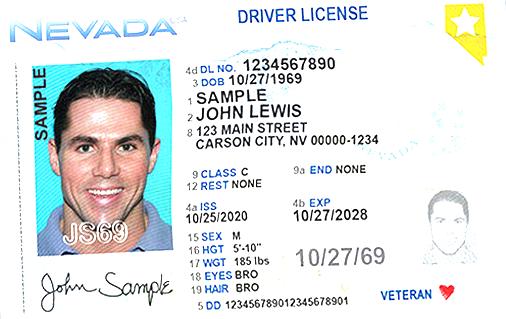 NEVADA
DRIVER LICENSE
SAMPLE
4d DL NO. 1234567890
3 DOB 10/27/1969
1 SAMPLE
2 JOHN LEWIS
8 123 MAIN STREET
CARSON CITY, NV 00000-1234
9 CLASS C 9a END NONE
12 REST NONE
4a ISS 4b EXP
10/25/2020 10/27/2028
15 SEX M
16 HGT 5'-10"
17 WGT 185 lbs
10/27/69
18 EYES BRO
19 HAIR BRO
5 DD 123456789012345678901
JS69
John Sample
VETERAN